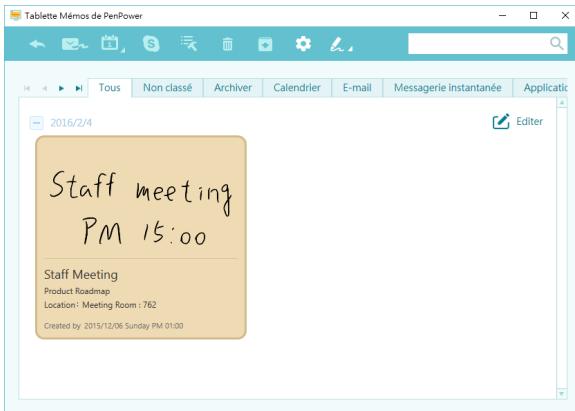 Tablette Mémos de PenPower
Tous Non classé Archiver Calendrier E-mail Messagerie instantanée Applicatic
2016/2/4 Editer
Staff meeting
PM 15:00
Staff Meeting
Product Roadmap
Location: Meeting Room : 762
Created by 2015/12/06 Sunday PM 01:00